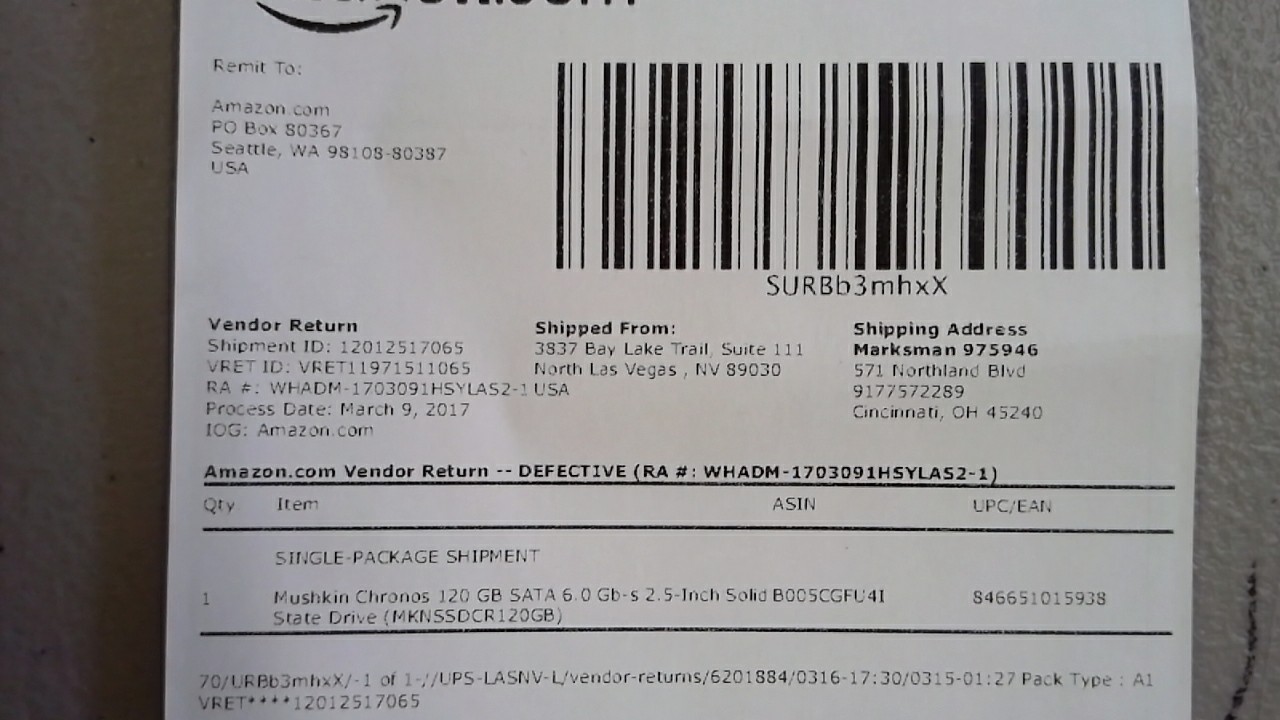 Remit To:
Amazon.com
PO Box 80367
Seattle, WA 98108-80387
USA
SURBb3mhxX
Vendor Return
Shipment ID: 12012517065
VRET ID: VRET11971511065
RA #: WHADM-1703091HSYLAS2-1
Process Date: March 9, 2017
IOG: Amazon.com
Shipped From:
3837 Bay Lake Trail, Suite 111
North Las Vegas , NV 89030
USA
Shipping Address
Marksman 975946
571 Northland Blvd
9177572289
Cincinnati, OH 45240
Amazon.com Vendor Return -- DEFECTIVE (RA #: WHADM-1703091HSYLAS2-1)
Qty Item ASIN UPC/EAN
SINGLE-PACKAGE SHIPMENT
1 Mushkin Chronos 120 GB SATA 6.0 Gb-s 2.5-Inch Solid B005CGFU4I 846651015938
State Drive (MKNSSDCR120GB)
70/URBb3mhxX/-1 of 1-//UPS-LASNV-L/vendor-returns/6201884/0316-17:30/0315-01:27 Pack Type : A1
VRET****12012517065